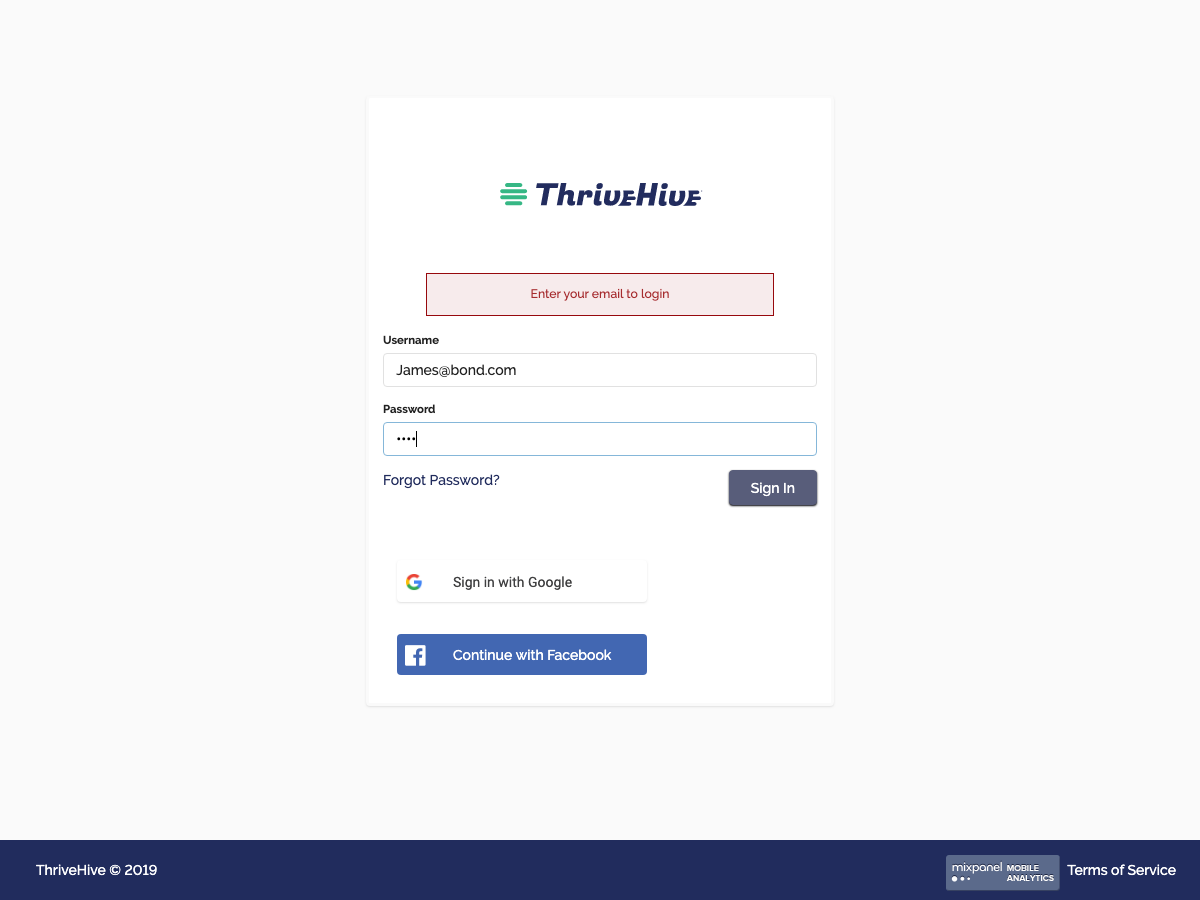 ThriveHive
Enter your email to login
Username
James@bond.com
Password
••••
Forgot Password?
Sign In
Sign in with Google
Continue with Facebook
ThriveHive © 2019
mixpanel MOBILE ANALYTICS
Terms of Service